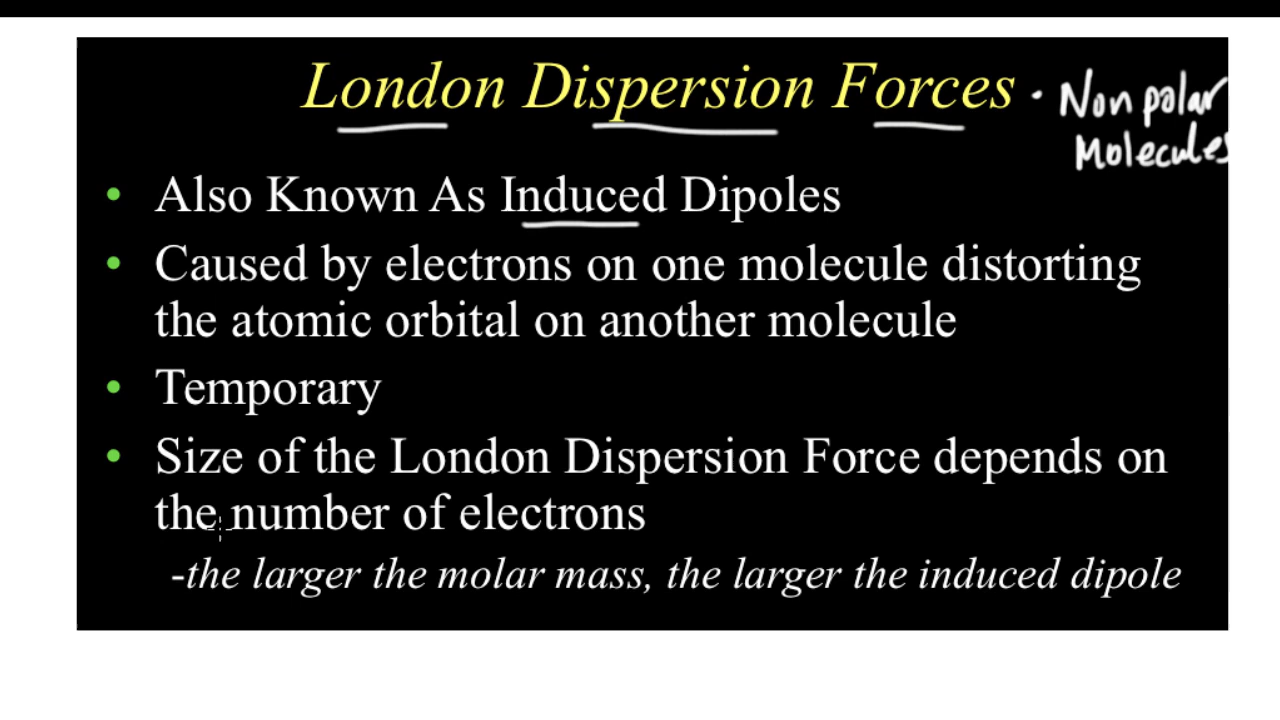 London Dispersion Forces · Non polar
Molecules
• Also Known As Induced Dipoles
• Caused by electrons on one molecule distorting
the atomic orbital on another molecule
• Temporary
• Size of the London Dispersion Force depends on
the number of electrons
-the larger the molar mass, the larger the induced dipole